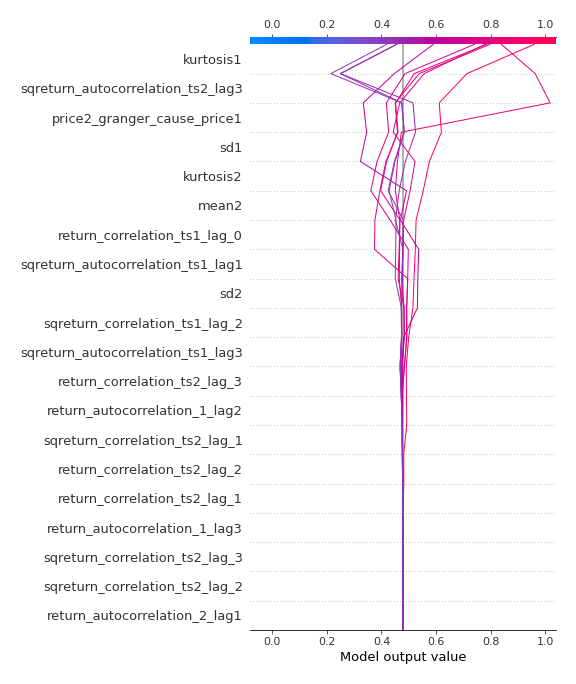 0.0 0.2 0.4 0.6 0.8 1.0
kurtosis1
sqreturn_autocorrelation_ts2_lag3
price2_granger_cause_price1
sd1
kurtosis2
mean2
return_correlation_ts1_lag_0
sqreturn_autocorrelation_ts1_lag1
sd2
sqreturn_correlation_ts1_lag_2
sqreturn_autocorrelation_ts1_lag3
return_correlation_ts2_lag_3
return_autocorrelation_1_lag2
sqreturn_correlation_ts2_lag_1
return_correlation_ts2_lag_2
return_correlation_ts2_lag_1
return_autocorrelation_1_lag3
sqreturn_correlation_ts2_lag_3
sqreturn_correlation_ts2_lag_2
return_autocorrelation_2_lag1
0.0 0.2 0.4 0.6 0.8 1.0
Model output value